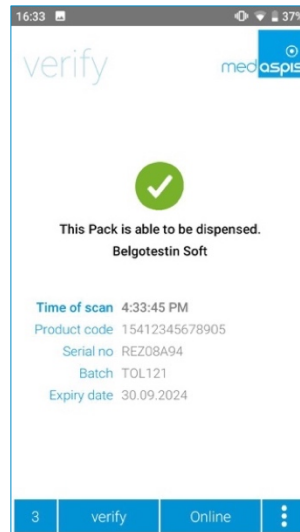 16:33
37%
verify
medaspis
This Pack is able to be dispensed.
Belgotestin Soft
Time of scan 4:33:45 PM
Product code 15412345678905
Serial no REZ08A94
Batch TOL121
Expiry date 30.09.2024
3 verify Online